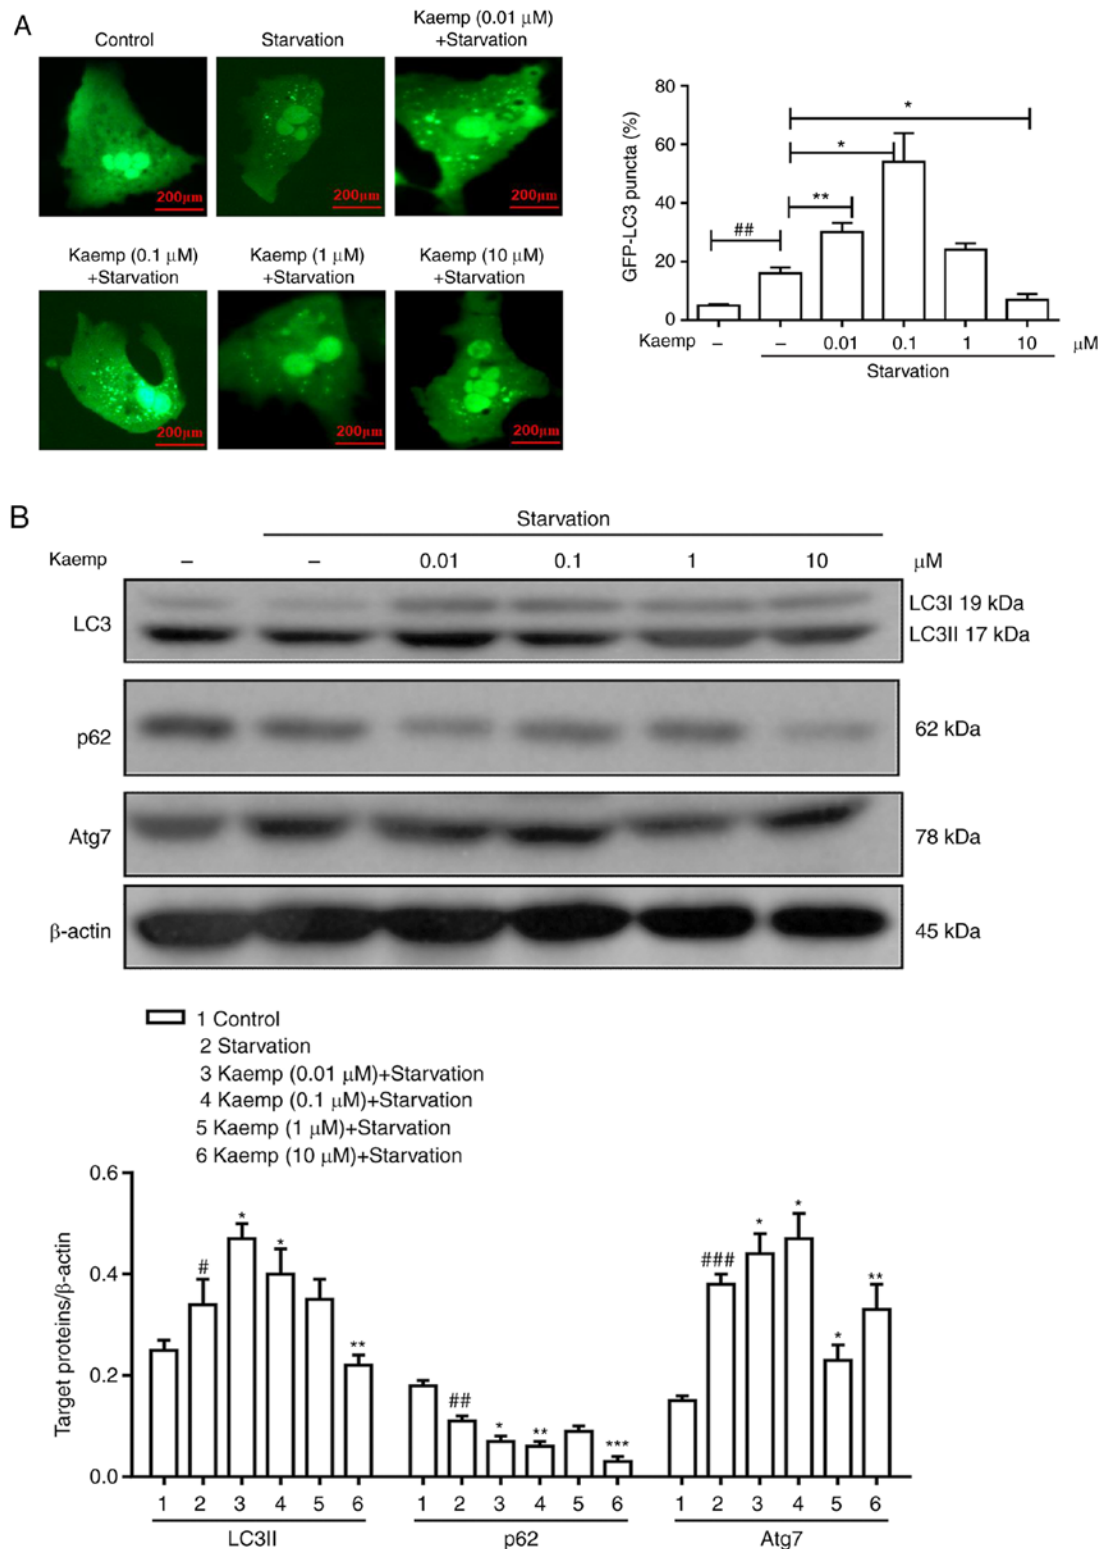 A
Control
Starvation
Kaemp (0.01 μM)
+Starvation
200μm
200μm
200μm
Kaemp (0.1 μM)
+Starvation
Kaemp (1 μM)
+Starvation
Kaemp (10 μM)
+Starvation
200μm
200μm
200μm
GFP-LC3 puncta (%)
80
60
40
20
0
*
*
**
##
Kaemp – – 0.01 0.1 1 10 μM
Starvation
B
Starvation
Kaemp – – 0.01 0.1 1 10 μM
LC3
LC3I 19 kDa
LC3II 17 kDa
p62
62 kDa
Atg7
78 kDa
β-actin
45 kDa
1 Control
2 Starvation
3 Kaemp (0.01 μM)+Starvation
4 Kaemp (0.1 μM)+Starvation
5 Kaemp (1 μM)+Starvation
6 Kaemp (10 μM)+Starvation
Target proteins/β-actin
0.6
0.4
0.2
0.0
# * * **
## * ** ***
### * * * **
1 2 3 4 5 6 1 2 3 4 5 6 1 2 3 4 5 6
LC3II p62 Atg7